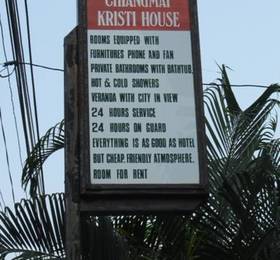 CHIANGMAI
KRISTI HOUSE
ROOMS EQUIPPED WITH
FURNITURES PHONE AND FAN
PRIVATE BATHROOMS WITH BATHTUB,
HOT & COLD SHOWERS
VERANDA WITH CITY IN VIEW
24 HOURS SERVICE
24 HOURS ON GUARD
EVERYTHING IS AS GOOD AS HOTEL
BUT CHEAP. FRIENDLY ATMOSPHERE.
ROOM FOR RENT